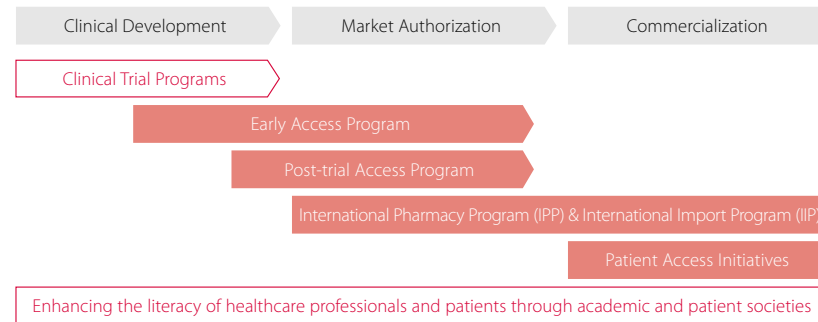 Clinical Development
Market Authorization
Commercialization
Clinical Trial Programs
Early Access Program
Post-trial Access Program
International Pharmacy Program (IPP) & International Import Program (IIP)
Patient Access Initiatives
Enhancing the literacy of healthcare professionals and patients through academic and patient societies